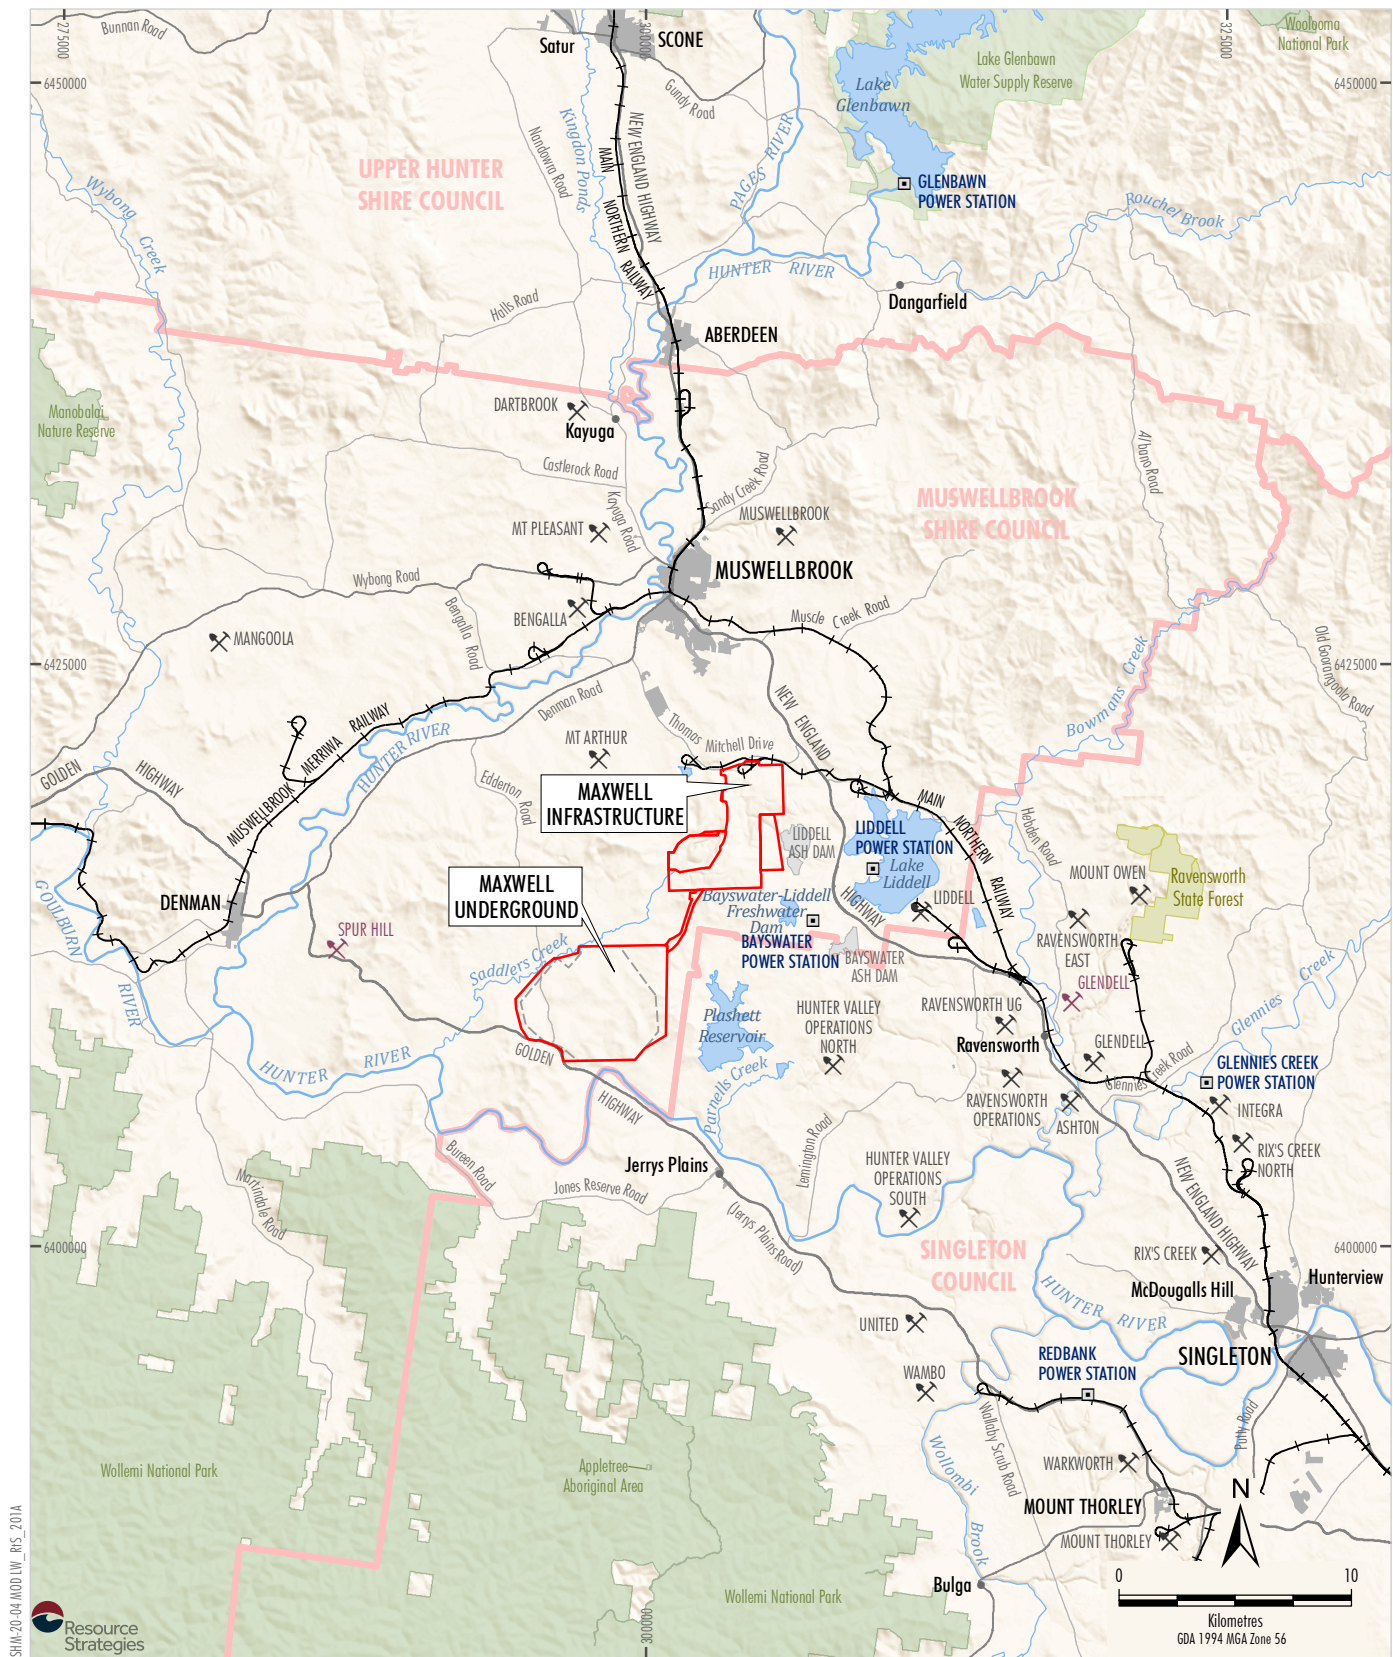 275000
300000
325000
Bunnan Road
Satur
SCONE
Woolooma
National Park
Lake Glenbawn
Water Supply Reserve
6450000
6450000
Lake
Glenbawn
Gundy Road
Kingdon Ponds
Nandowra Road
NEW ENGLAND HIGHWAY
MAIN
NORTHERN RAILWAY
PAGES RIVER
UPPER HUNTER
SHIRE COUNCIL
Wybong
Creek
GLENBAWN
POWER STATION
Rouchel Brook
HUNTER RIVER
Dangarfield
Halls Road
ABERDEEN
Manobalai
Nature Reserve
DARTBROOK
Kayuga
Castlerock Road
Kayuga Road
Sandy Creek Road
Albano Road
MUSWELLBROOK
SHIRE COUNCIL
MUSWELLBROOK
MT PLEASANT
MUSWELLBROOK
Wybong Road
Bengalla Road
BENGALLA
Muscle Creek Road
MANGOOLA
Bowmans Creek
Old Goorangoola Road
6425000
6425000
Denman Road
Thomas
Mitchell Drive
NEW ENGLAND
HIGHWAY
MT ARTHUR
MUSWELLBROOK
MERRIWA RAILWAY
HUNTER RIVER
GOLDEN
HIGHWAY
Edderton
Road
MAXWELL
INFRASTRUCTURE
MAIN
NORTHERN
RAILWAY
Hebden Road
LIDDELL
ASH DAM
LIDDELL
POWER STATION
Lake
Liddell
LIDDELL
MOUNT OWEN
Ravensworth
State Forest
MAXWELL
UNDERGROUND
DENMAN
GOULBURN
RIVER
SPUR HILL
Bayswater-Liddell
Freshwater
Dam
BAYSWATER
POWER STATION
BAYSWATER
ASH DAM
RAVENSWORTH
EAST
GLENDELL
Saddlers Creek
Glennies
Creek
Plashett
Reservoir
HUNTER VALLEY
OPERATIONS
NORTH
RAVENSWORTH UG
Ravensworth
GLENDELL
Glennies Creek Road
GLENNIES CREEK
POWER STATION
GOLDEN
HIGHWAY
HUNTER
RIVER
Parnells Creek
RAVENSWORTH
OPERATIONS
ASHTON
INTEGRA
RIX'S CREEK
NORTH
Lemington Road
Bureen Road
Jerrys Plains
Jones Reserve Road
(Jerrys Plains Road)
Martindale Road
HUNTER VALLEY
OPERATIONS
SOUTH
NEW ENGLAND HIGHWAY
6400000
6400000
SINGLETON
COUNCIL
RIX'S CREEK
McDougalls Hill
Hunterview
HUNTER RIVER
UNITED
REDBANK
POWER STATION
SINGLETON
WAMBO
Wallaby Scrub Road
Putty Road
Wollombi
Brook
WARKWORTH
MOUNT THORLEY
MOUNT THORLEY
Bulga
Wollemi National Park
Appletree
Aboriginal Area
Wollemi National Park
300000
N
0
10
Kilometres
GDA 1994 MGA Zone 56
SHM-20-04 MOD LW_RtS_201A
Resource
Strategies